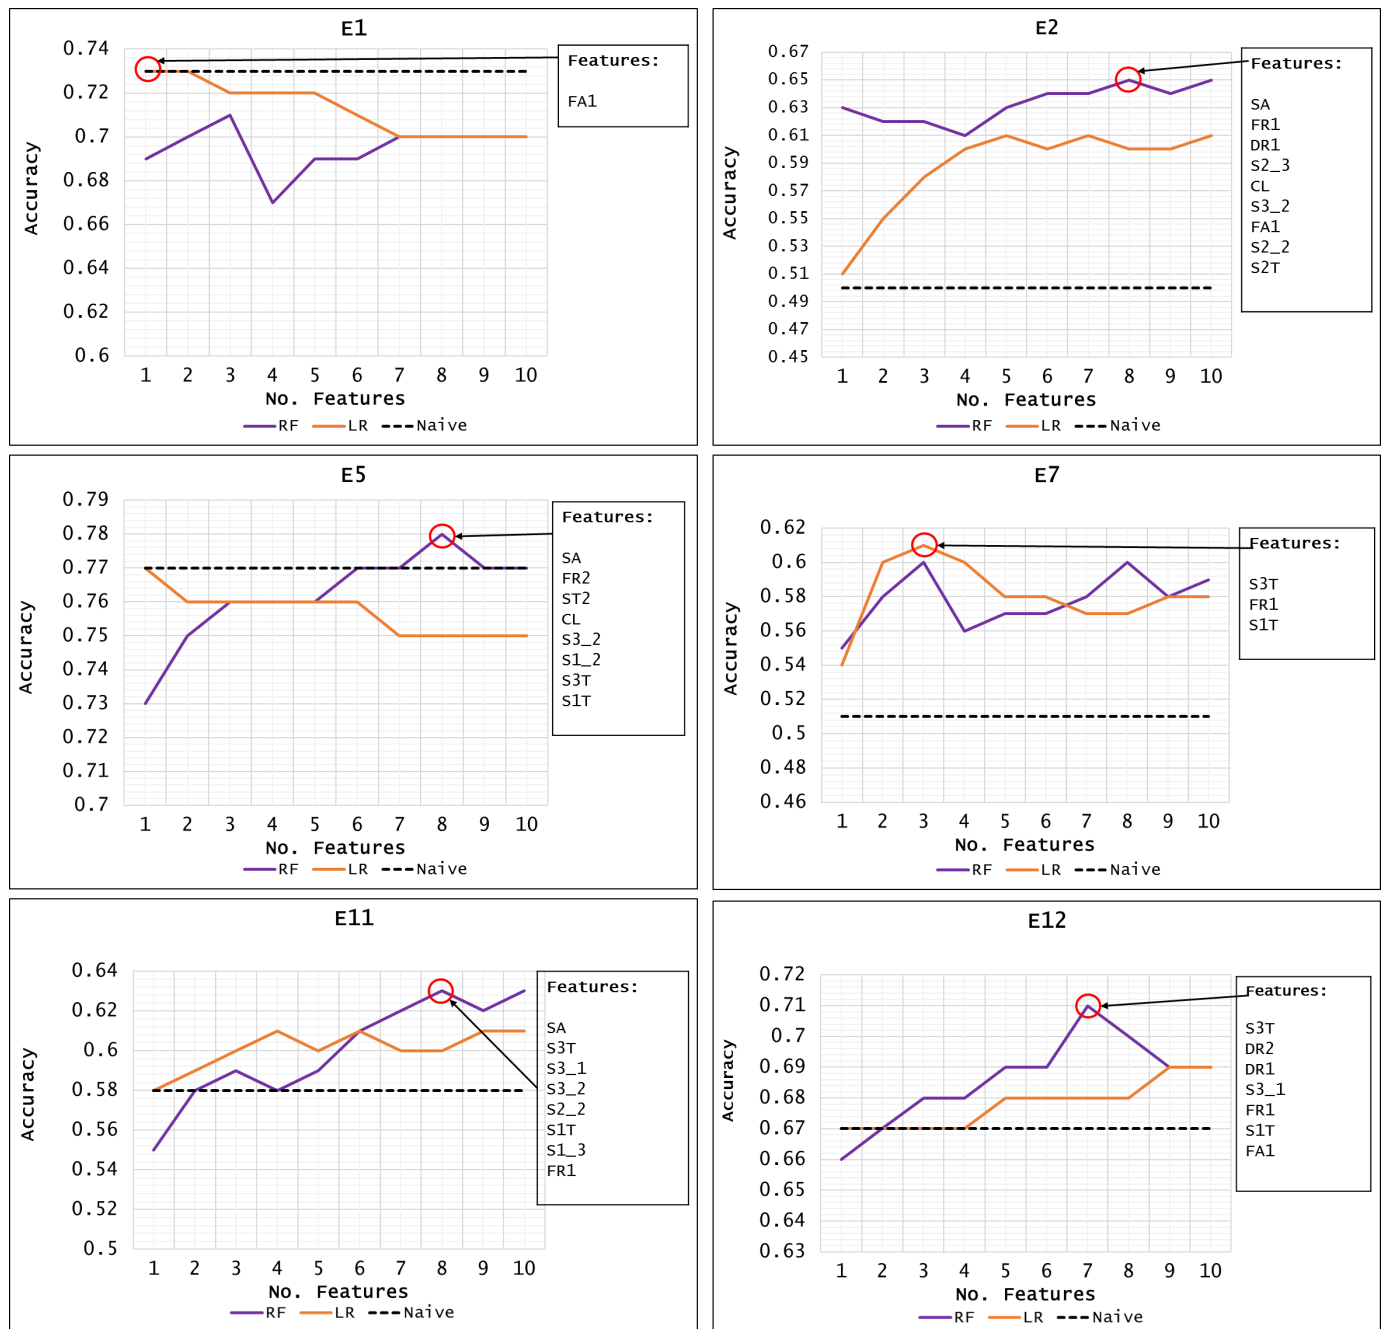 E1
0.74
0.72
0.7
0.68
0.66
0.64
0.62
0.6
Accuracy
1 2 3 4 5 6 7 8 9 10
No. Features
RF LR Naive
Features:
FA1
E2
0.67
0.65
0.63
0.61
0.59
0.57
0.55
0.53
0.51
0.49
0.47
0.45
Accuracy
1 2 3 4 5 6 7 8 9 10
No. Features
RF LR Naive
Features:
SA
FR1
DR1
S2_3
CL
S3_2
FA1
S2_2
S2T
E5
0.79
0.78
0.77
0.76
0.75
0.74
0.73
0.72
0.71
0.7
Accuracy
1 2 3 4 5 6 7 8 9 10
No. Features
RF LR Naive
Features:
SA
FR2
ST2
CL
S3_2
S1_2
S3T
S1T
E7
0.62
0.6
0.58
0.56
0.54
0.52
0.5
0.48
0.46
Accuracy
1 2 3 4 5 6 7 8 9 10
No. Features
RF LR Naive
Features:
S3T
FR1
S1T
E11
0.64
0.62
0.6
0.58
0.56
0.54
0.52
0.5
Accuracy
1 2 3 4 5 6 7 8 9 10
No. Features
RF LR Naive
Features:
SA
S3T
S3_1
S3_2
S2_2
S1T
S1_3
FR1
E12
0.72
0.71
0.7
0.69
0.68
0.67
0.66
0.65
0.64
0.63
Accuracy
1 2 3 4 5 6 7 8 9 10
No. Features
RF LR Naive
Features:
S3T
DR2
DR1
S3_1
FR1
S1T
FA1